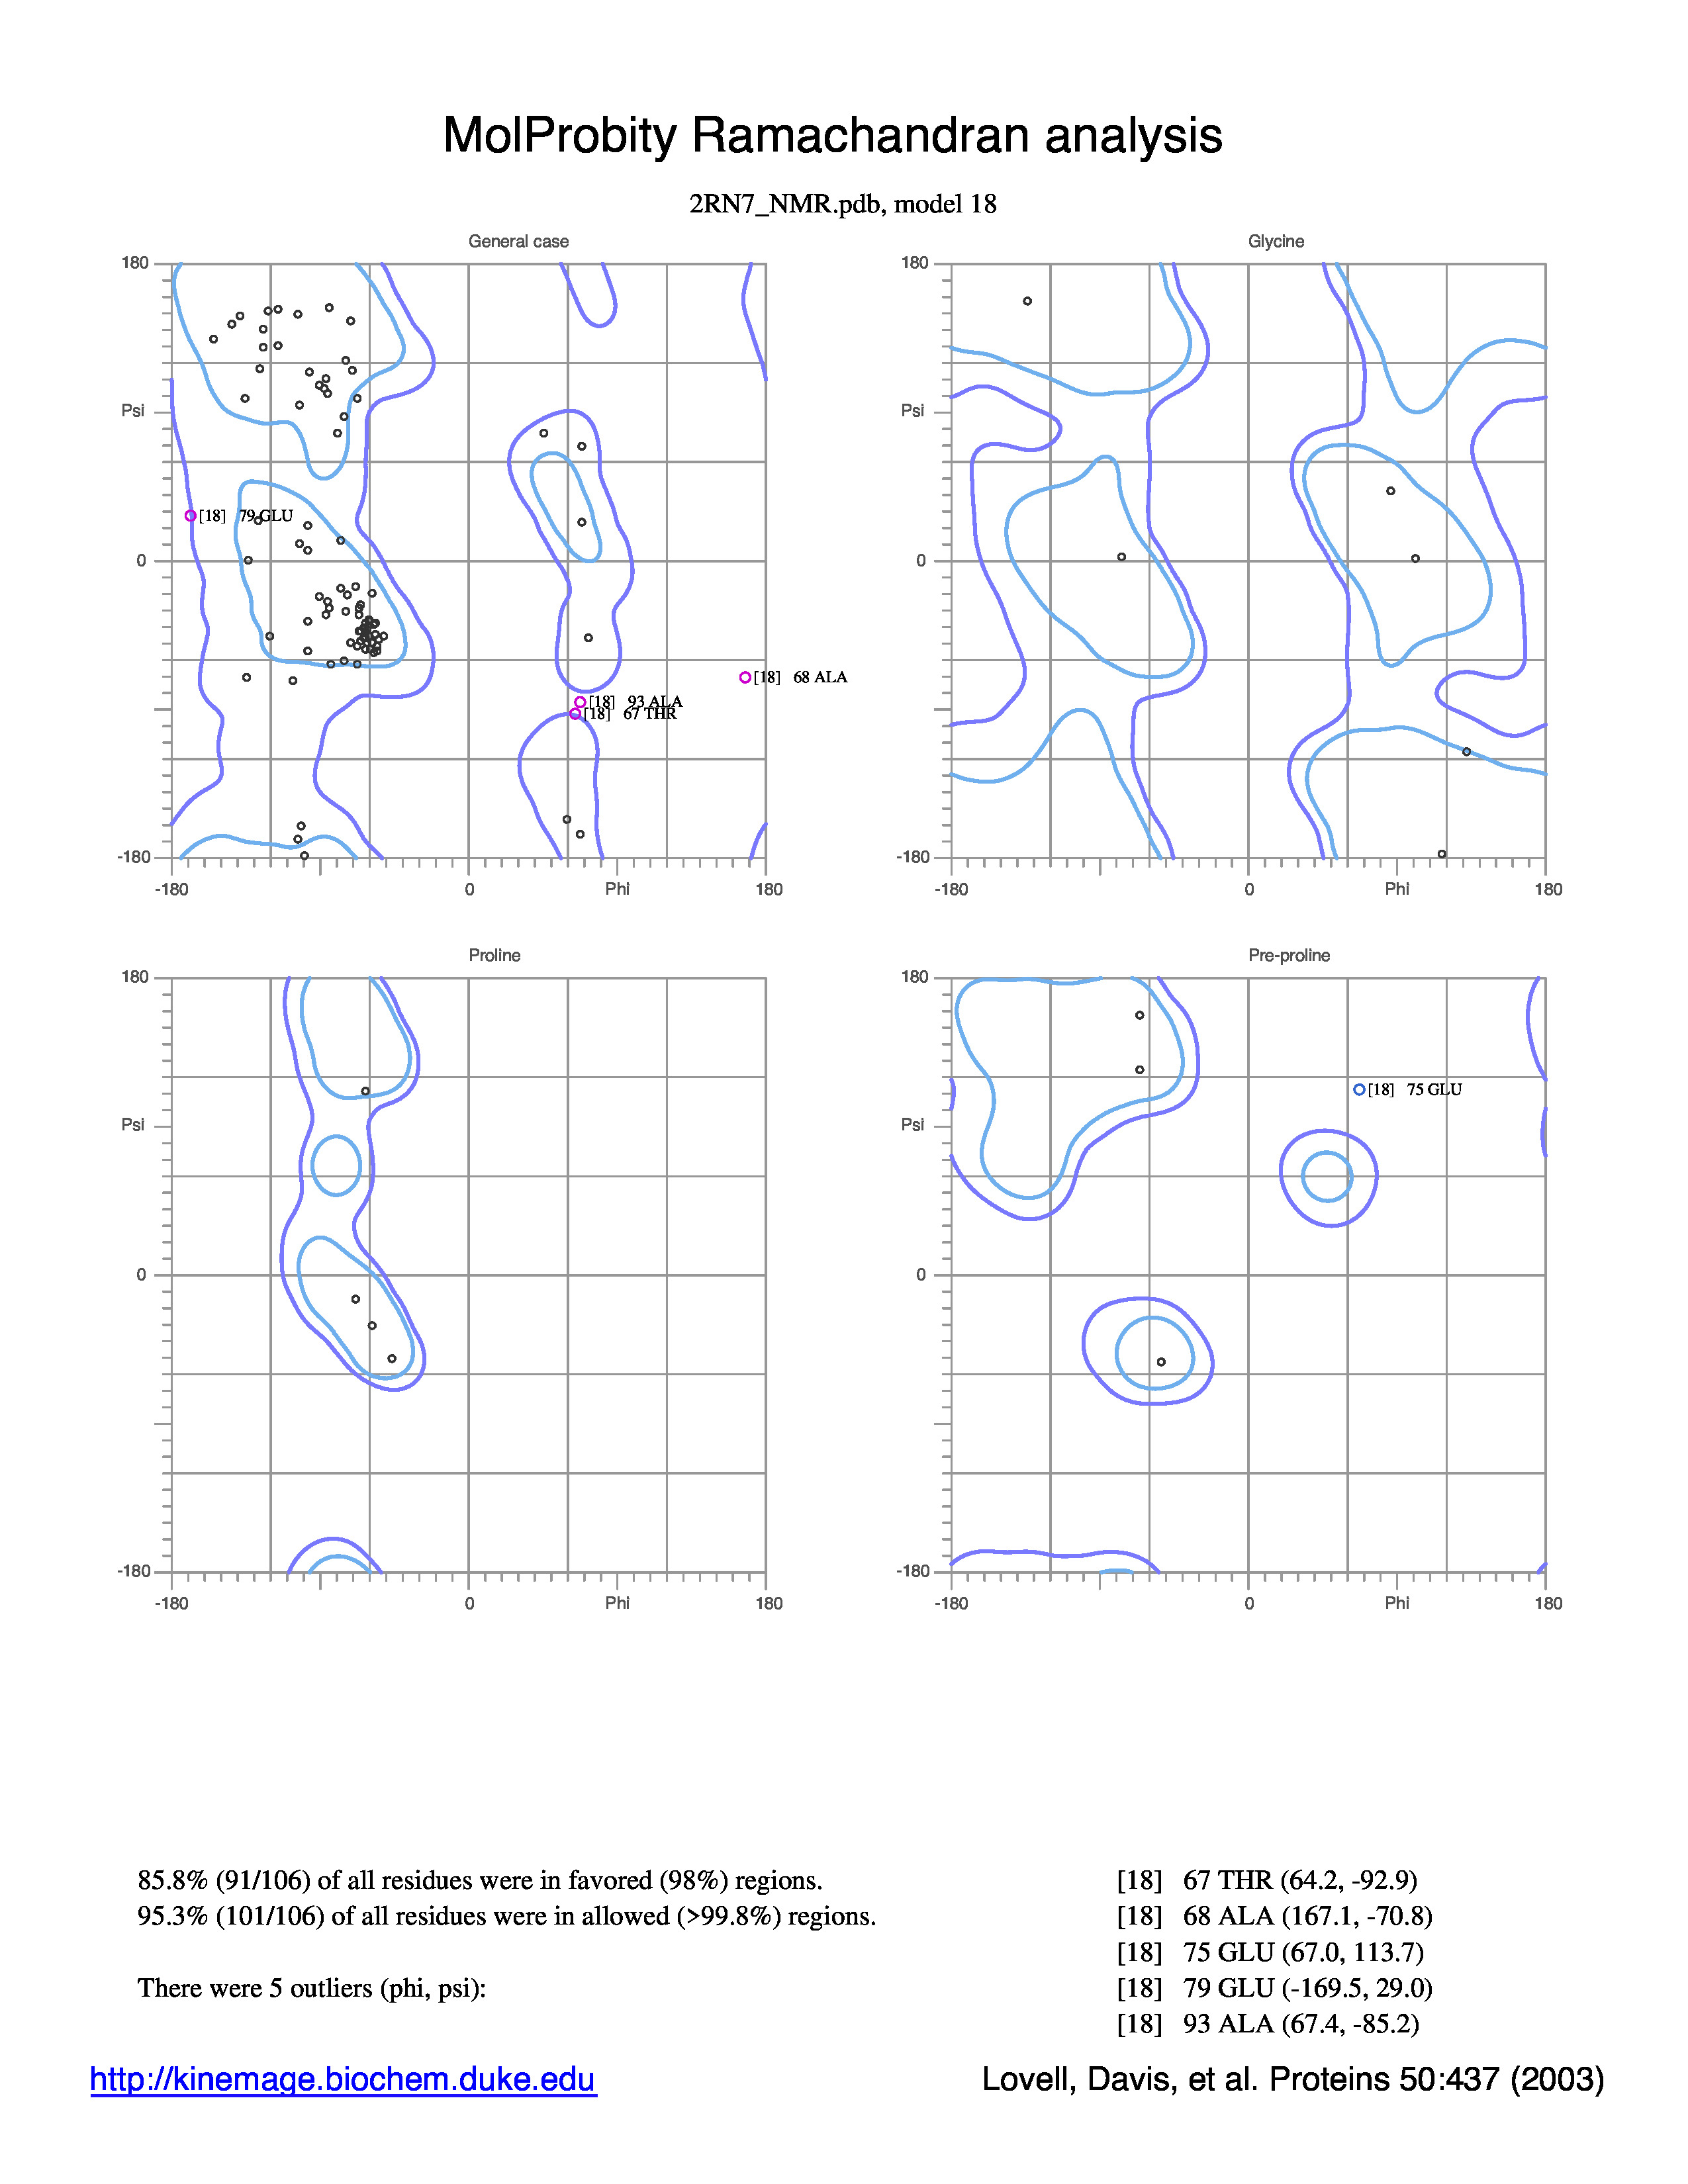 MolProbity Ramachandran analysis
2RN7_NMR.pdb, model 18
General case
180
Psi
0
-180
-180
0
Phi
180
[18] 79 GLU
[18] 68 ALA
[18] 93 ALA
[18] 67 THR
Glycine
180
Psi
0
-180
-180
0
Phi
180
Proline
180
Psi
0
-180
-180
0
Phi
180
Pre-proline
180
Psi
0
-180
-180
0
Phi
180
[18] 75 GLU
85.8% (91/106) of all residues were in favored (98%) regions.
95.3% (101/106) of all residues were in allowed (>99.8%) regions.
There were 5 outliers (phi, psi):
[18] 67 THR (64.2, -92.9)
[18] 68 ALA (167.1, -70.8)
[18] 75 GLU (67.0, 113.7)
[18] 79 GLU (-169.5, 29.0)
[18] 93 ALA (67.4, -85.2)
http://kinemage.biochem.duke.edu
Lovell, Davis, et al. Proteins 50:437 (2003)